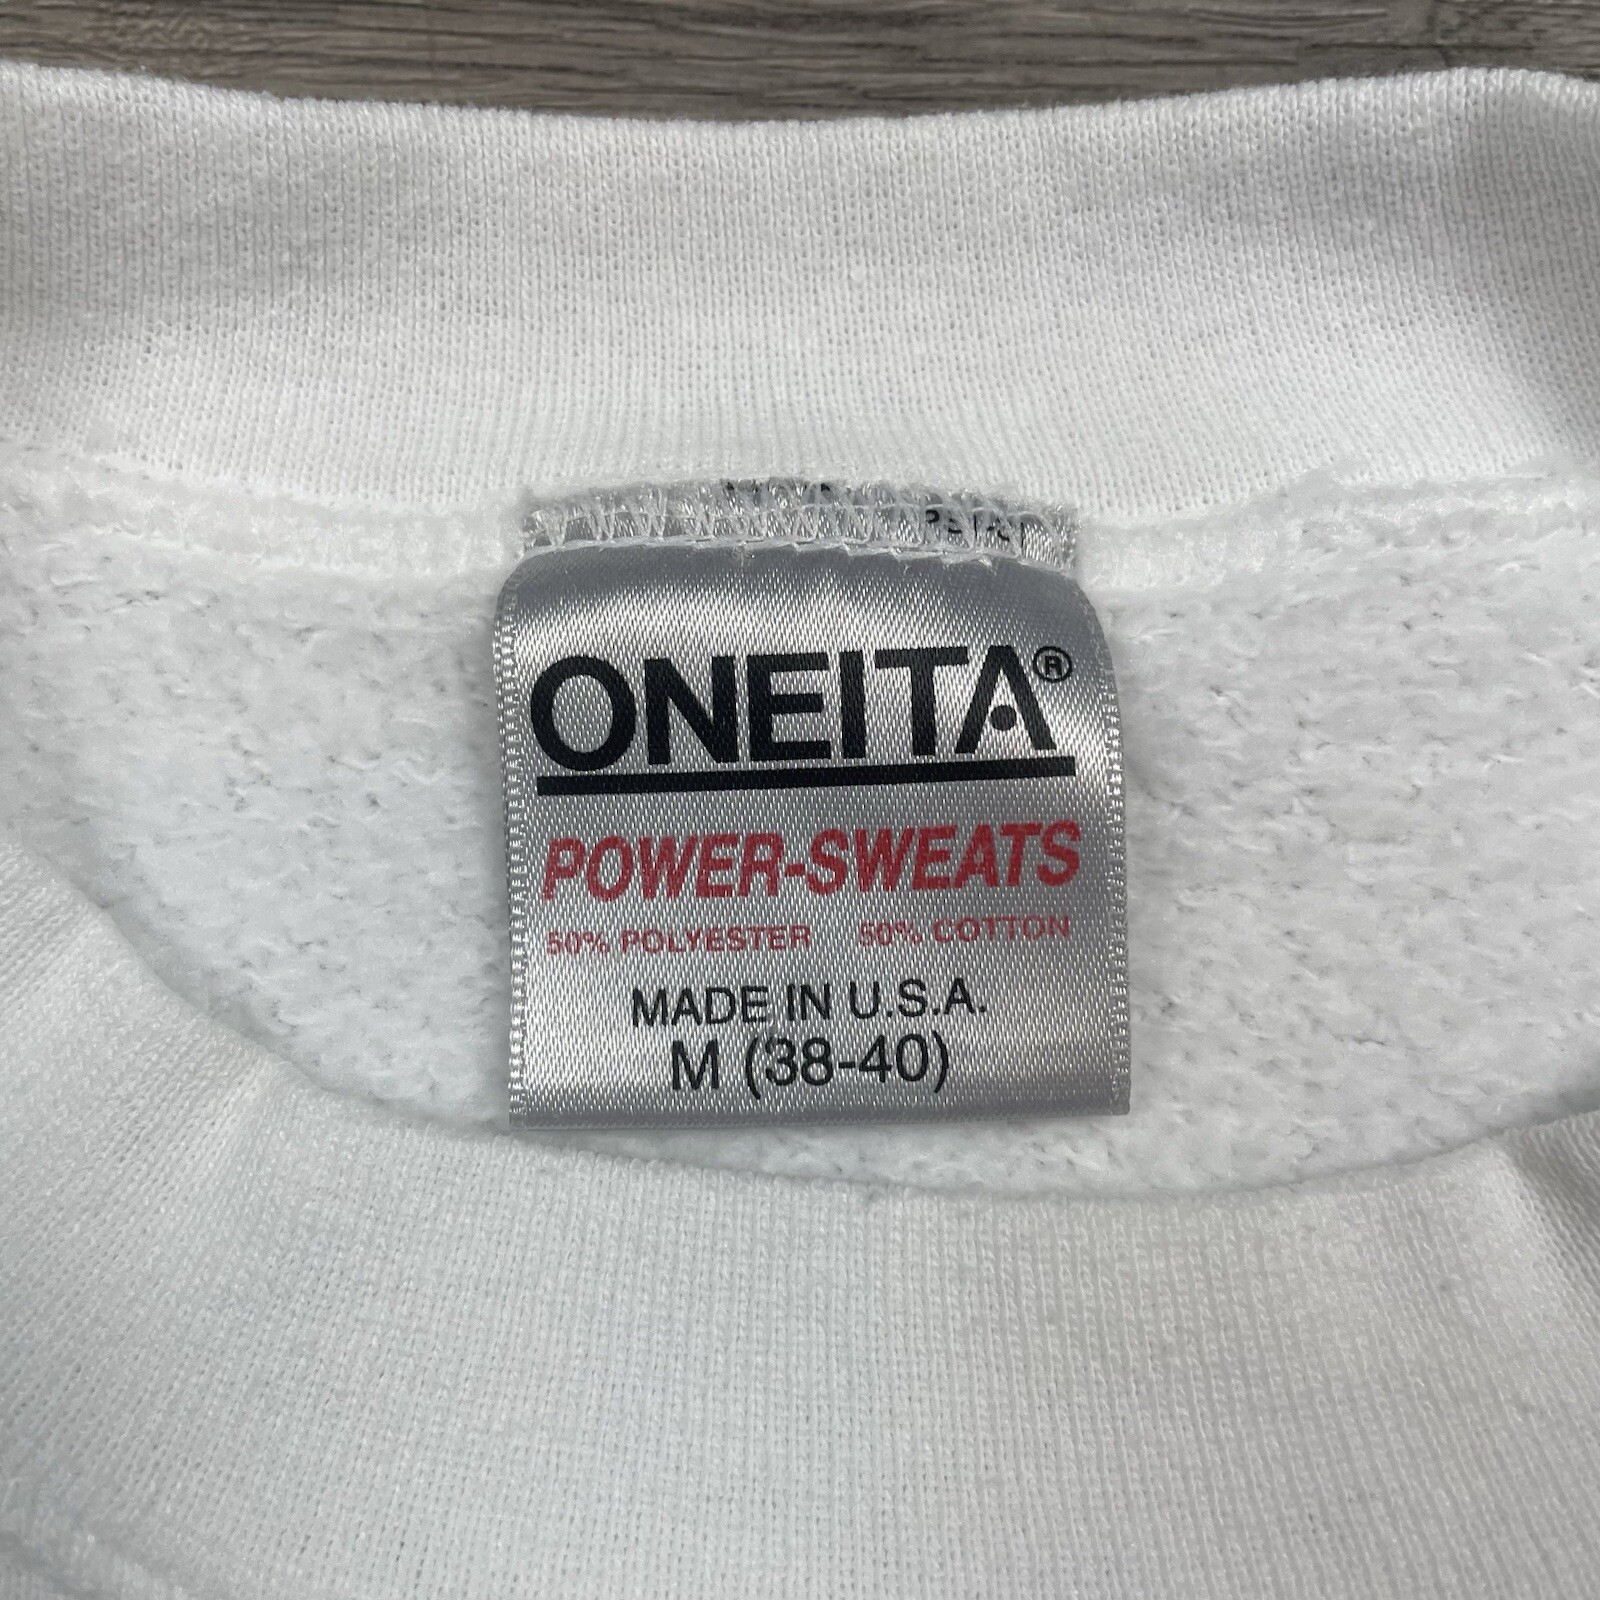 ONEITA®
POWER-SWEATS
50% POLYESTER 50% COTTON
MADE IN U.S.A.
M (38-40)